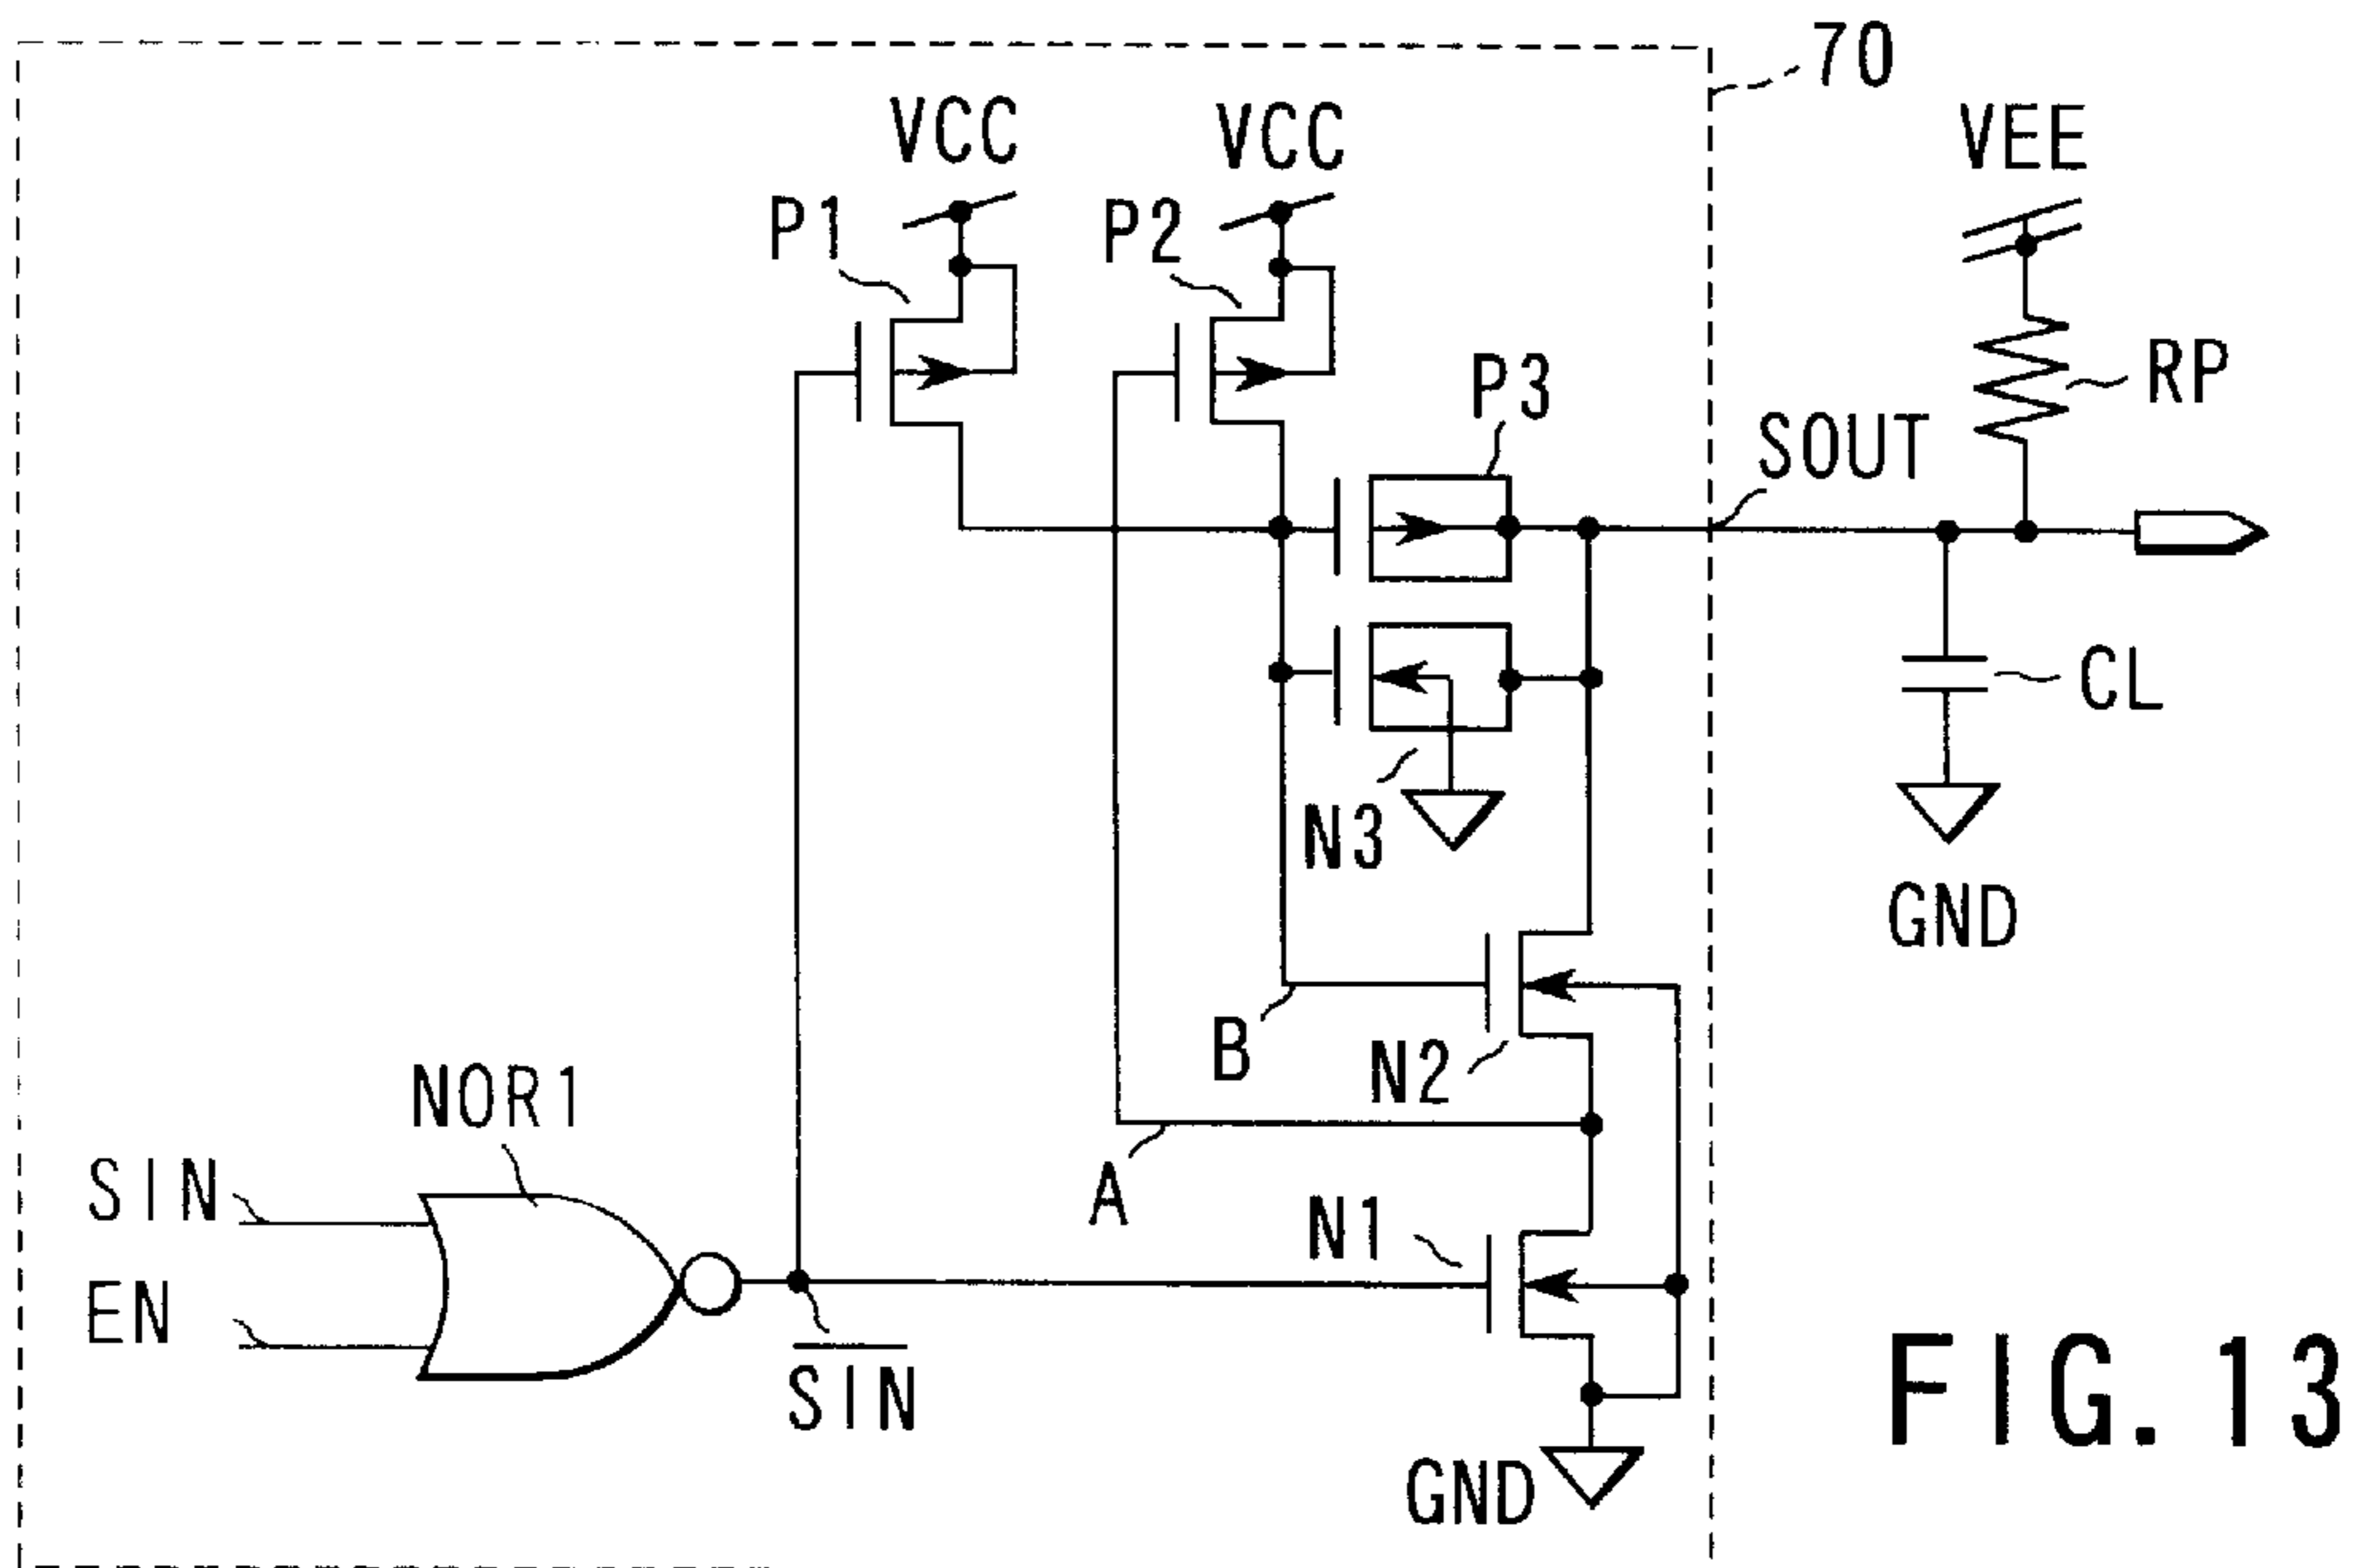 70
VCC
VCC
VEE
P1
P2
P3
RP
SOUT
CL
N3
GND
B
N2
NOR1
SIN
A
N1
EN
SIN
FIG. 13
GND